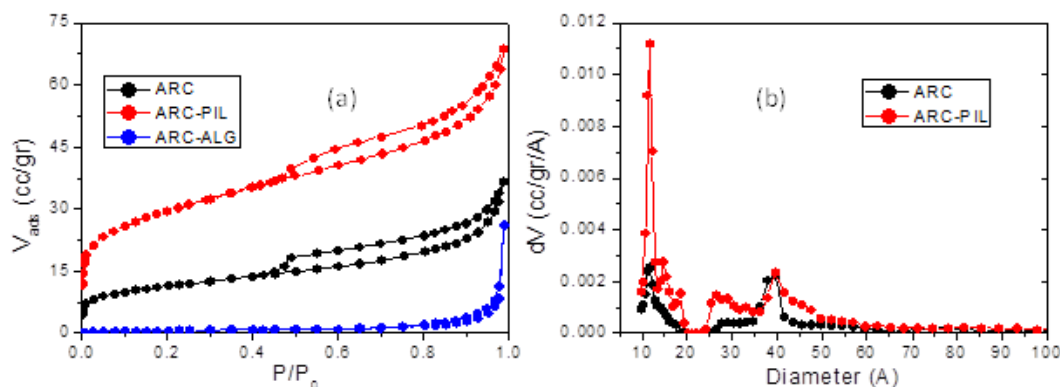 75
60
45
30
15
0
V_ads (cc/gr)
ARC
ARC-PIL
ARC-ALG
(a)
0.0 0.2 0.4 0.6 0.8 1.0
P/P_0
0.012
0.010
0.008
0.006
0.004
0.002
0.000
dV (cc/gr/A)
(b)
ARC
ARC-PIL
10 20 30 40 50 60 70 80 90 100
Diameter (A)